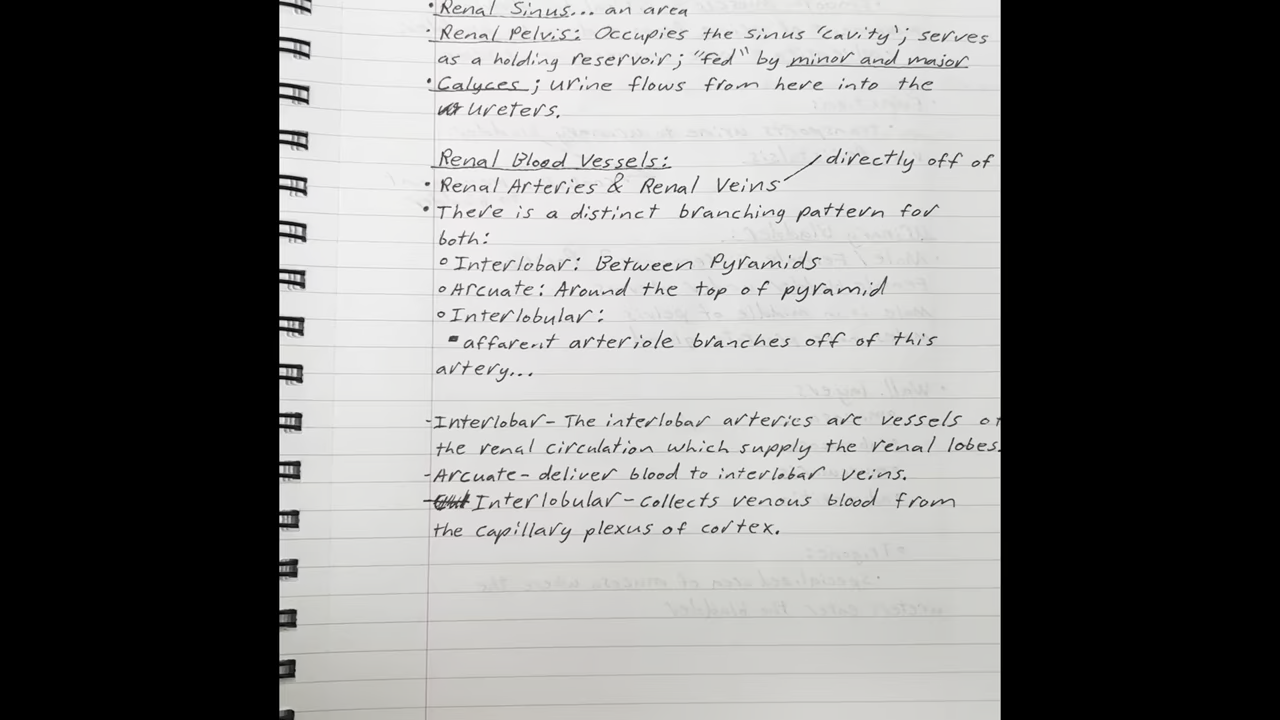 • Renal Sinus... an area
• Renal Pelvis: Occupies the sinus 'cavity'; serves
as a holding reservoir; "fed" by minor and major
• Calyces; urine flows from here into the
ureters.
Renal Blood Vessels:
directly off of
• Renal Arteries & Renal Veins
• There is a distinct branching pattern for
both:
o Interlobar: Between Pyramids
o Arcuate: Around the top of pyramid
o Interlobular:
▪ affarent arteriole branches off of this
artery...
- Interlobar - The interlobar arteries are vessels of
the renal circulation which supply the renal lobes.
- Arcuate - deliver blood to interlobar veins.
- Interlobular - collects venous blood from
the capillary plexus of cortex.